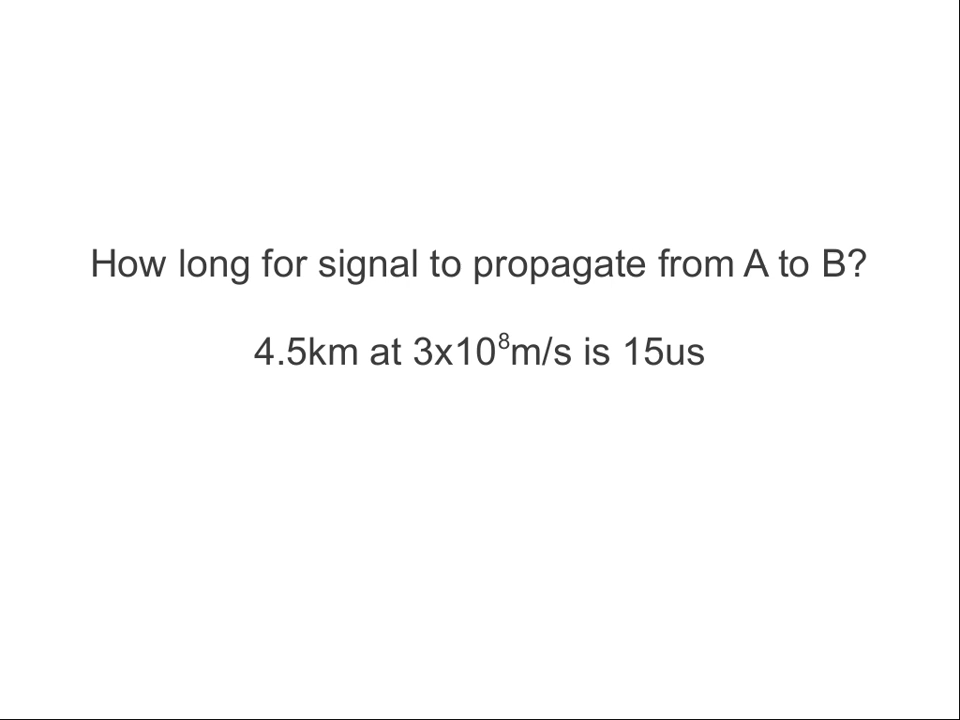 How long for signal to propagate from A to B?
4.5km at 3x10⁸m/s is 15us